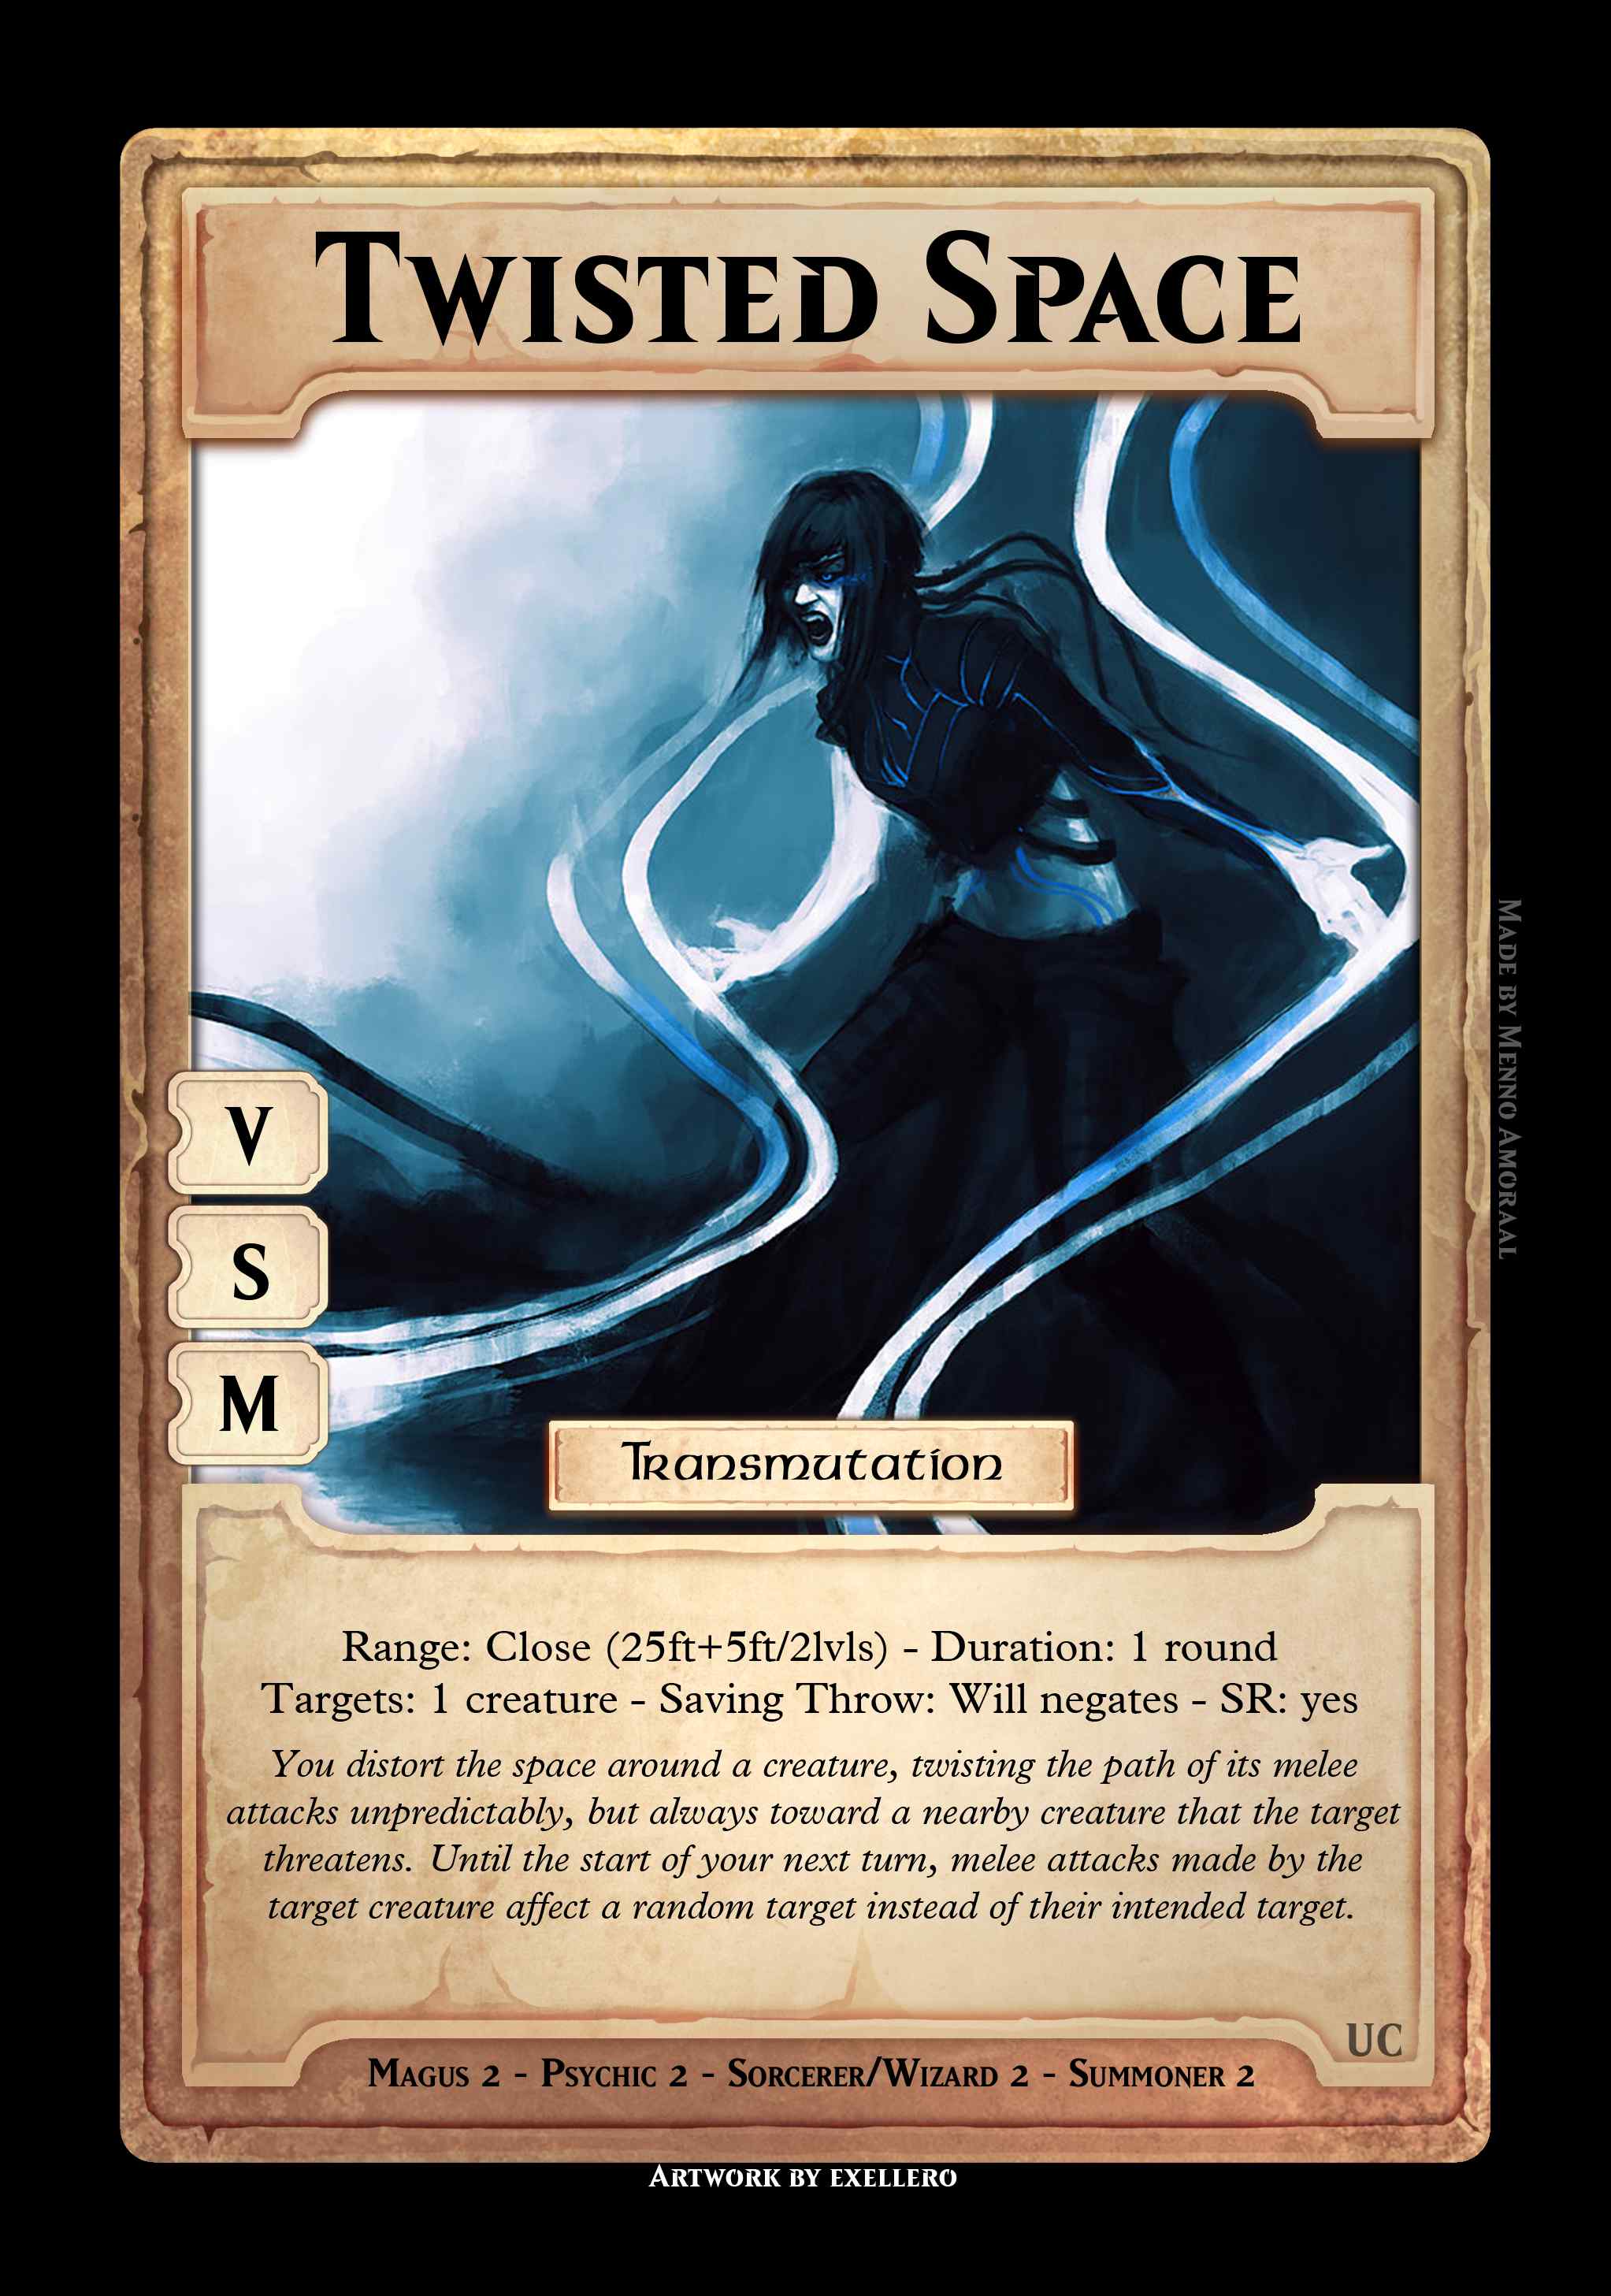 Twisted Space
V
S
M
Transmutation
Range: Close (25ft+5ft/2lvls) - Duration: 1 round
Targets: 1 creature - Saving Throw: Will negates - SR: yes
You distort the space around a creature, twisting the path of its melee
attacks unpredictably, but always toward a nearby creature that the target
threatens. Until the start of your next turn, melee attacks made by the
target creature affect a random target instead of their intended target.
UC
Magus 2 - Psychic 2 - Sorcerer/Wizard 2 - Summoner 2
Artwork by exellero
Made by Menno Amoraal